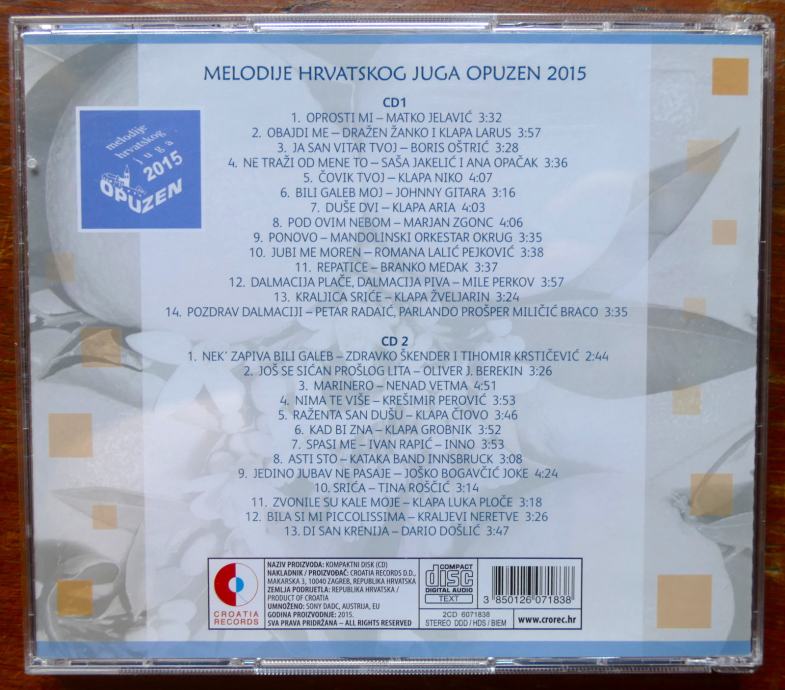 MELODIJE HRVATSKOG JUGA OPUZEN 2015
melodije
hrvatskog
juga
2015
OPUZEN
CD1
1. OPROSTI MI – MATKO JELAVIĆ 3:32
2. OBAJDI ME – DRAŽEN ŽANKO I KLAPA LARUS 3:57
3. JA SAN VITAR TVOJ – BORIS OŠTRIĆ 3:28
4. NE TRAŽI OD MENE TO – SAŠA JAKELIĆ I ANA OPAČAK 3:36
5. ČOVIK TVOJ – KLAPA NIKO 4:07
6. BILI GALEB MOJ – JOHNNY GITARA 3:16
7. DUŠE DVI – KLAPA ARIA 4:03
8. POD OVIM NEBOM – MARJAN ZGONC 4:06
9. PONOVO – MANDOLINSKI ORKESTAR OKRUG 3:35
10. JUBI ME MOREN – ROMANA LALIĆ PEJKOVIĆ 3:38
11. REPATICE – BRANKO MEDAK 3:37
12. DALMACIJA PLAČE, DALMACIJA PIVA – MILE PERKOV 3:57
13. KRALJICA SRIĆE – KLAPA ŽVELJARIN 3:24
14. POZDRAV DALMACIJI – PETAR RADAIĆ, PARLANDO PROŠPER MILIČIĆ BRACO 3:35
CD 2
1. NEK' ZAPIVA BILI GALEB – ZDRAVKO ŠKENDER I TIHOMIR KRSTIČEVIĆ 2:44
2. JOŠ SE SIĆAN PROŠLOG LITA – OLIVER J. BEREKIN 3:26
3. MARINERO – NENAD VETMA 4:51
4. NIMA TE VIŠE – KREŠIMIR PEROVIĆ 3:53
5. RAŽENTA SAN DUŠU – KLAPA ČIOVO 3:46
6. KAD BI ZNA – KLAPA GROBNIK 3:52
7. SPASI ME – IVAN RAPIĆ – INNO 3:53
8. ASTI STO – KATAKA BAND INNSBRUCK 3:08
9. JEDINO JUBAV NE PASAJE – JOŠKO BOGAVČIĆ JOKE 4:24
10. SRIĆA – TINA ROŠČIĆ 3:14
11. ZVONILE SU KALE MOJE – KLAPA LUKA PLOČE 3:18
12. BILA SI MI PICCOLISSIMA – KRALJEVI NERETVE 3:26
13. DI SAN KRENIJA – DARIO DOŠLIĆ 3:47
CROATIA
RECORDS
NAZIV PROIZVODA: KOMPAKTNI DISK (CD)
NAKLADNIK / PROIZVOĐAČ: CROATIA RECORDS D.D.,
MAKARSKA 3, 10040 ZAGREB, REPUBLIKA HRVATSKA
ZEMLJA PODRIJETLA: REPUBLIKA HRVATSKA /
PRODUCT OF CROATIA
UMNOŽENO: SONY DADC, AUSTRIJA, EU
GODINA PROIZVODNJE: 2015.
SVA PRAVA PRIDRŽANA – ALL RIGHTS RESERVED
COMPACT
disc
DIGITAL AUDIO
TEXT
2CD 6071838
STEREO DDD / HDS / BIEM
3 850126 071838
www.crorec.hr